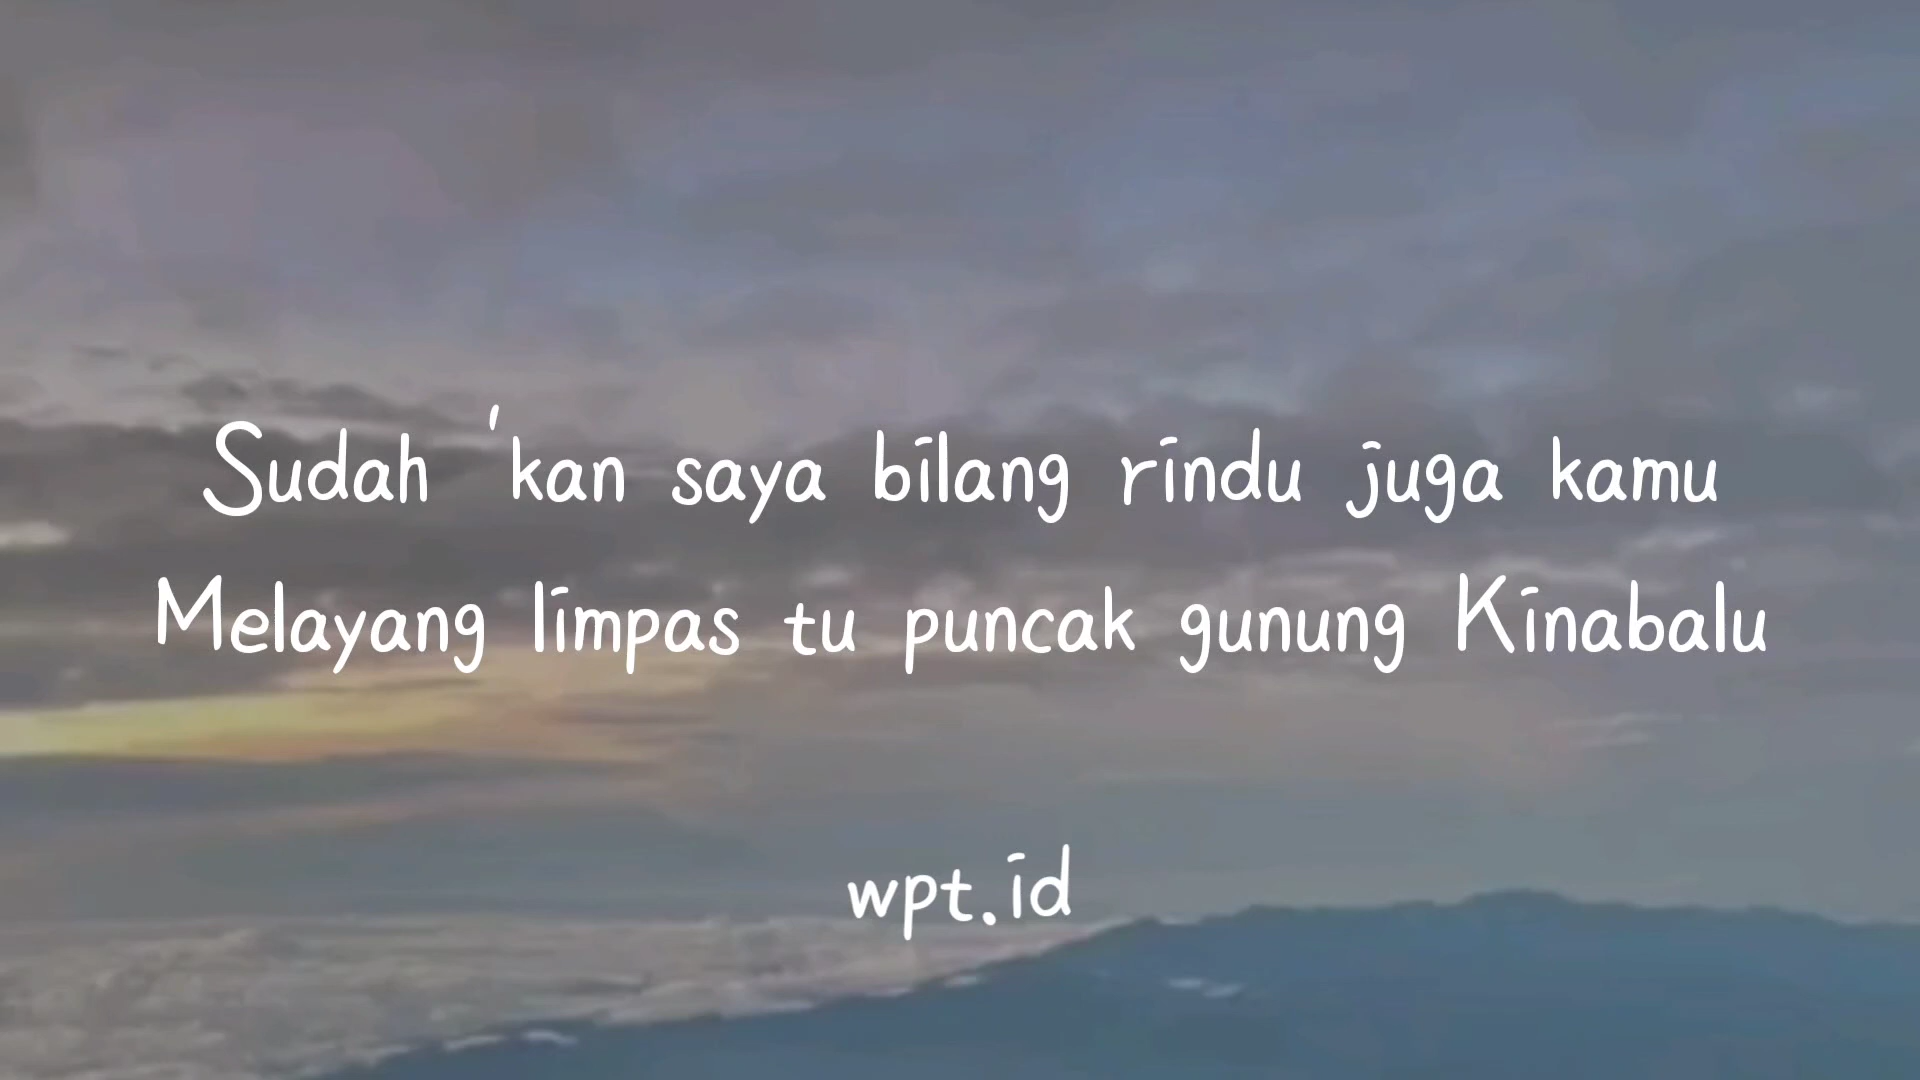 Sudah 'kan saya bilang rindu juga kamu
Melayang limpas tu puncak gunung Kinabalu
wpt.id